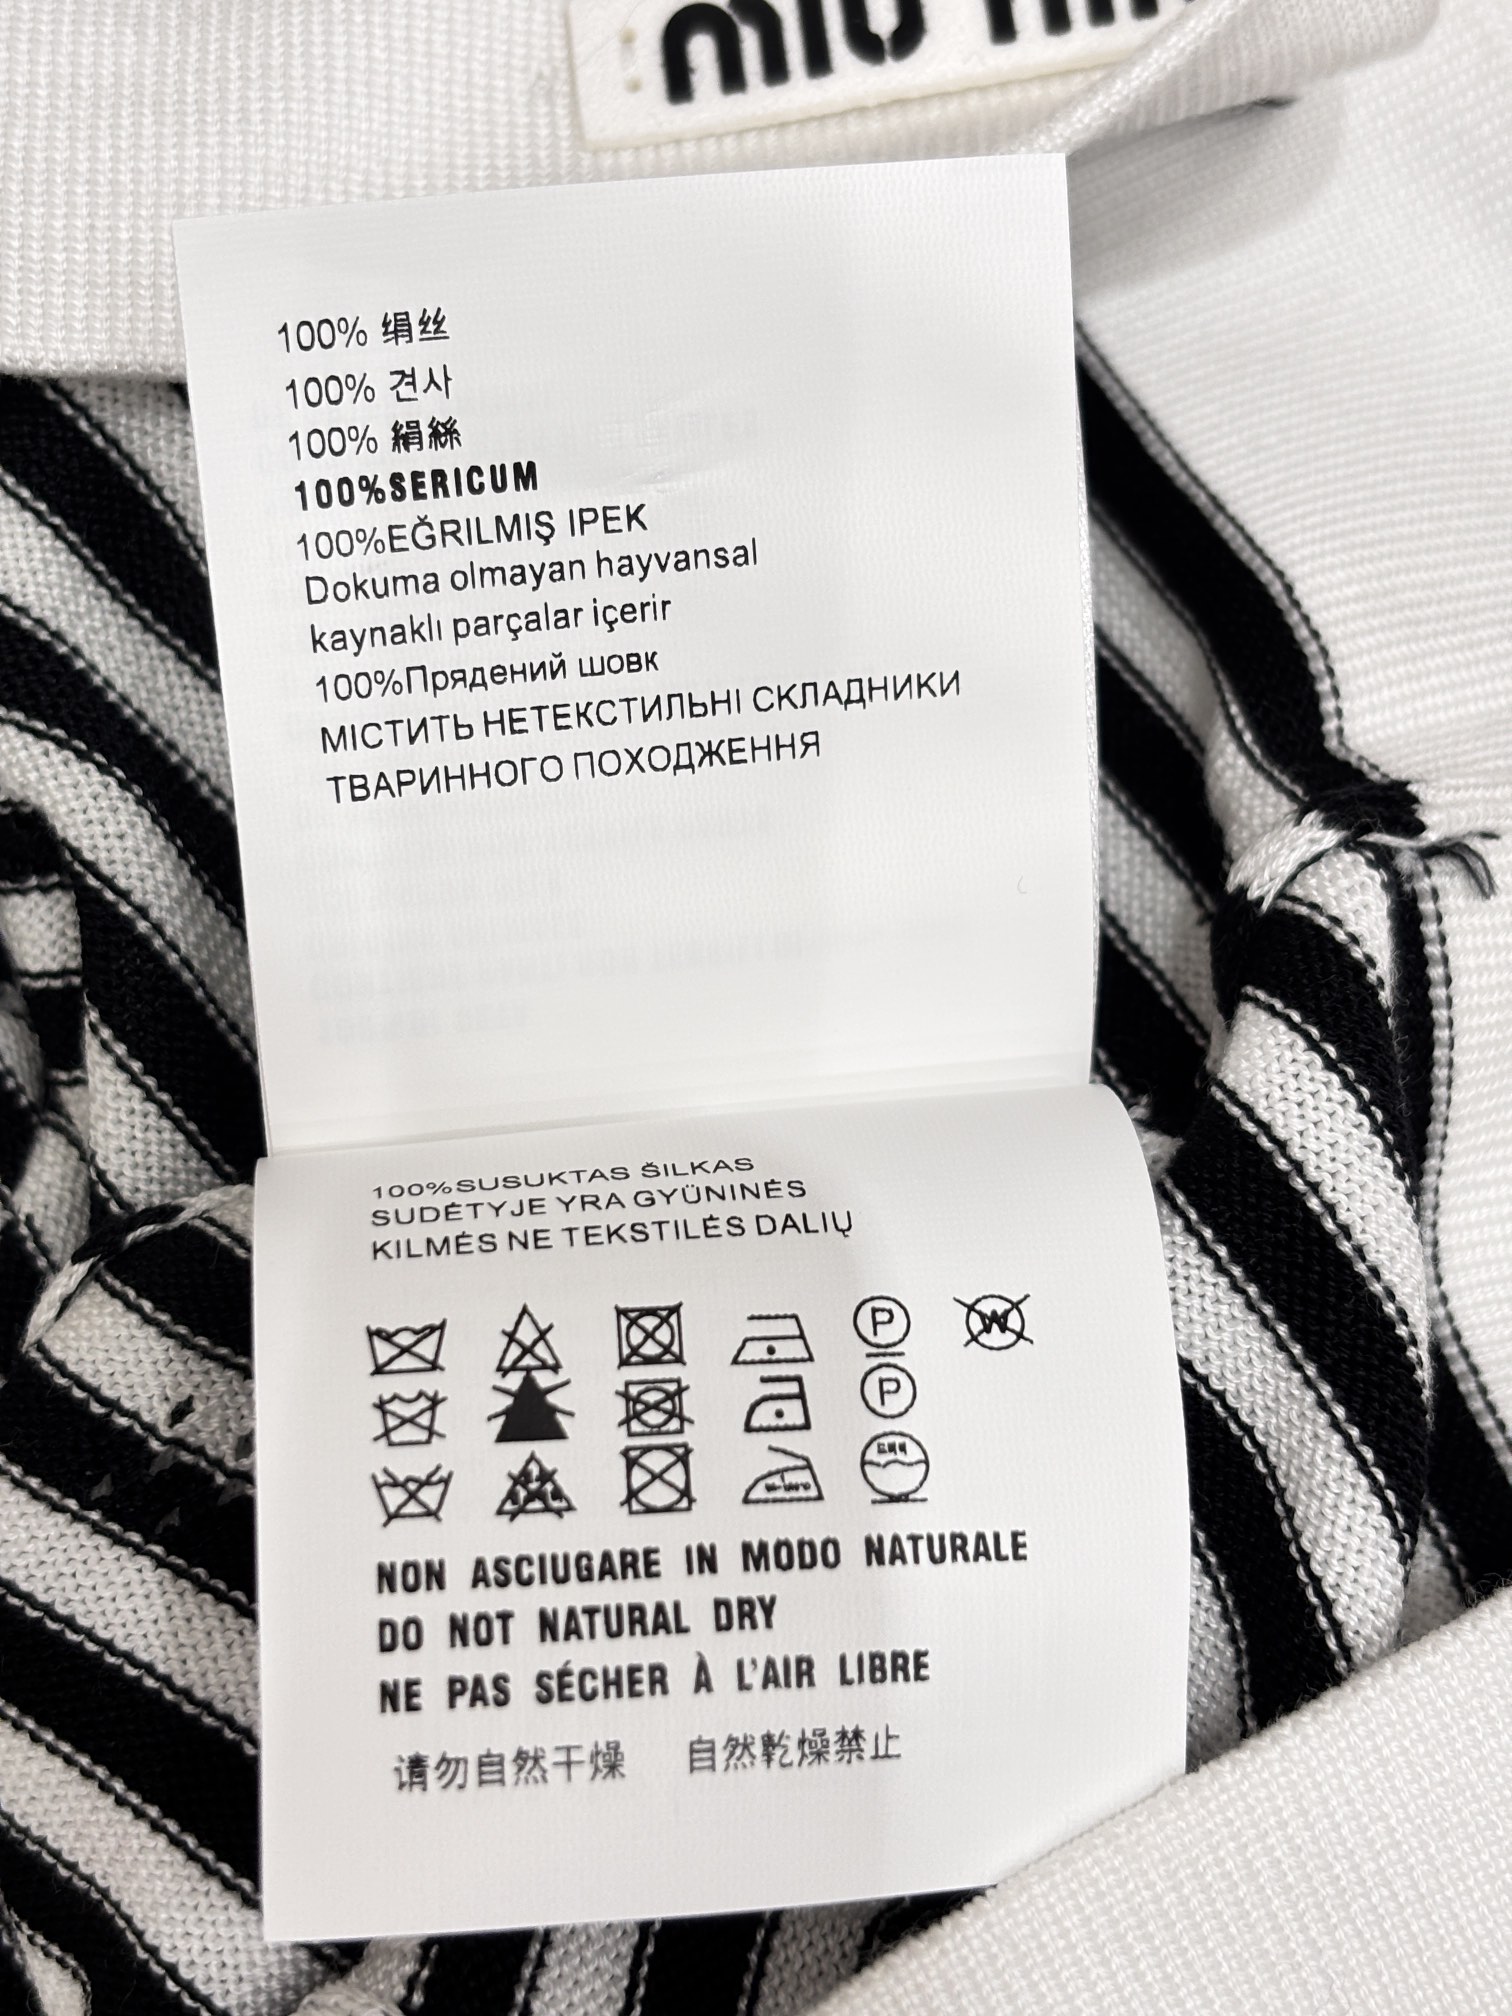 miu
100% 绢丝
100% 견사
100% 絹絲
100%SERICUM
100%EĞRILMIŞ IPEK
Dokuma olmayan hayvansal
kaynaklı parçalar içerir
100%Прядений шовк
МІСТИТЬ НЕТЕКСТИЛЬНІ СКЛАДНИКИ
ТВАРИННОГО ПОХОДЖЕННЯ
100%SUSUKTAS ŠILKAS
SUDĖTYJE YRA GYŪNINĖS
KILMĖS NE TEKSTILĖS DALIŲ
P W
P
NON ASCIUGARE IN MODO NATURALE
DO NOT NATURAL DRY
NE PAS SÉCHER À L'AIR LIBRE
请勿自然干燥 自然乾燥禁止